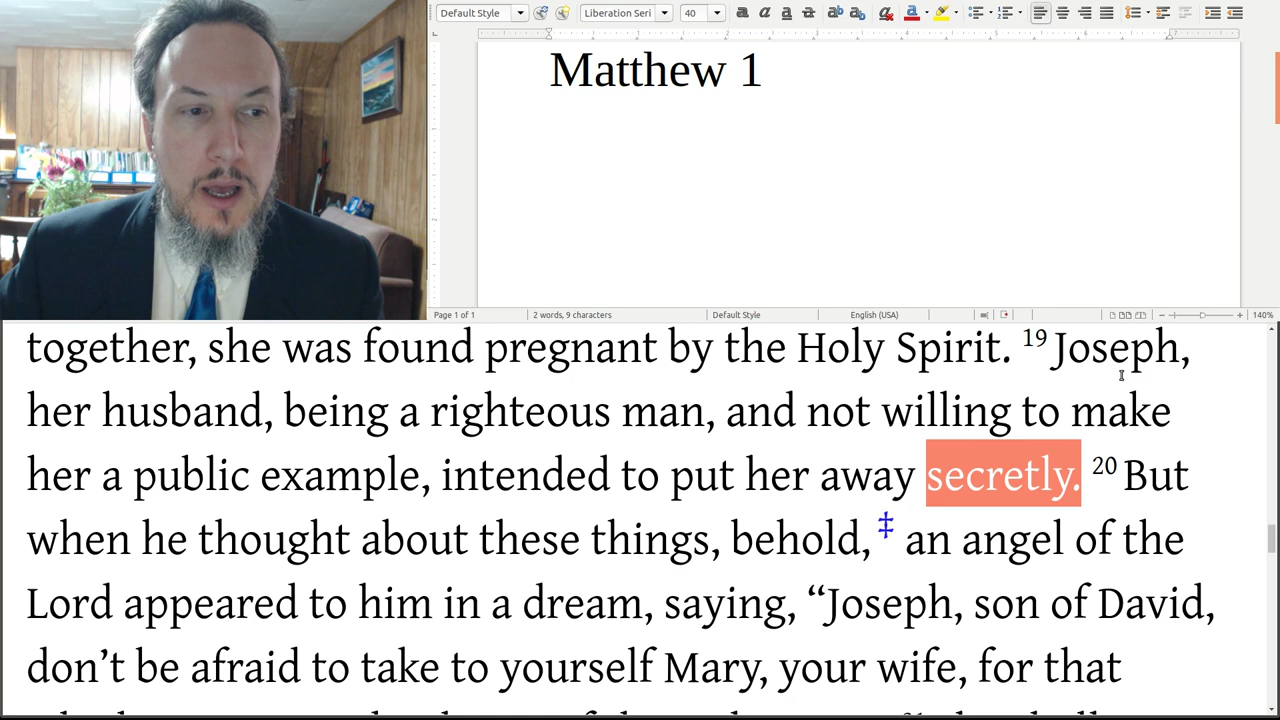 Default Style
Liberation Seri
40
Matthew 1
Page 1 of 1
2 words, 9 characters
Default Style
English (USA)
140%
together, she was found pregnant by the Holy Spirit. 19 Joseph,
her husband, being a righteous man, and not willing to make
her a public example, intended to put her away secretly. 20 But
when he thought about these things, behold,‡ an angel of the
Lord appeared to him in a dream, saying, “Joseph, son of David,
don’t be afraid to take to yourself Mary, your wife, for that